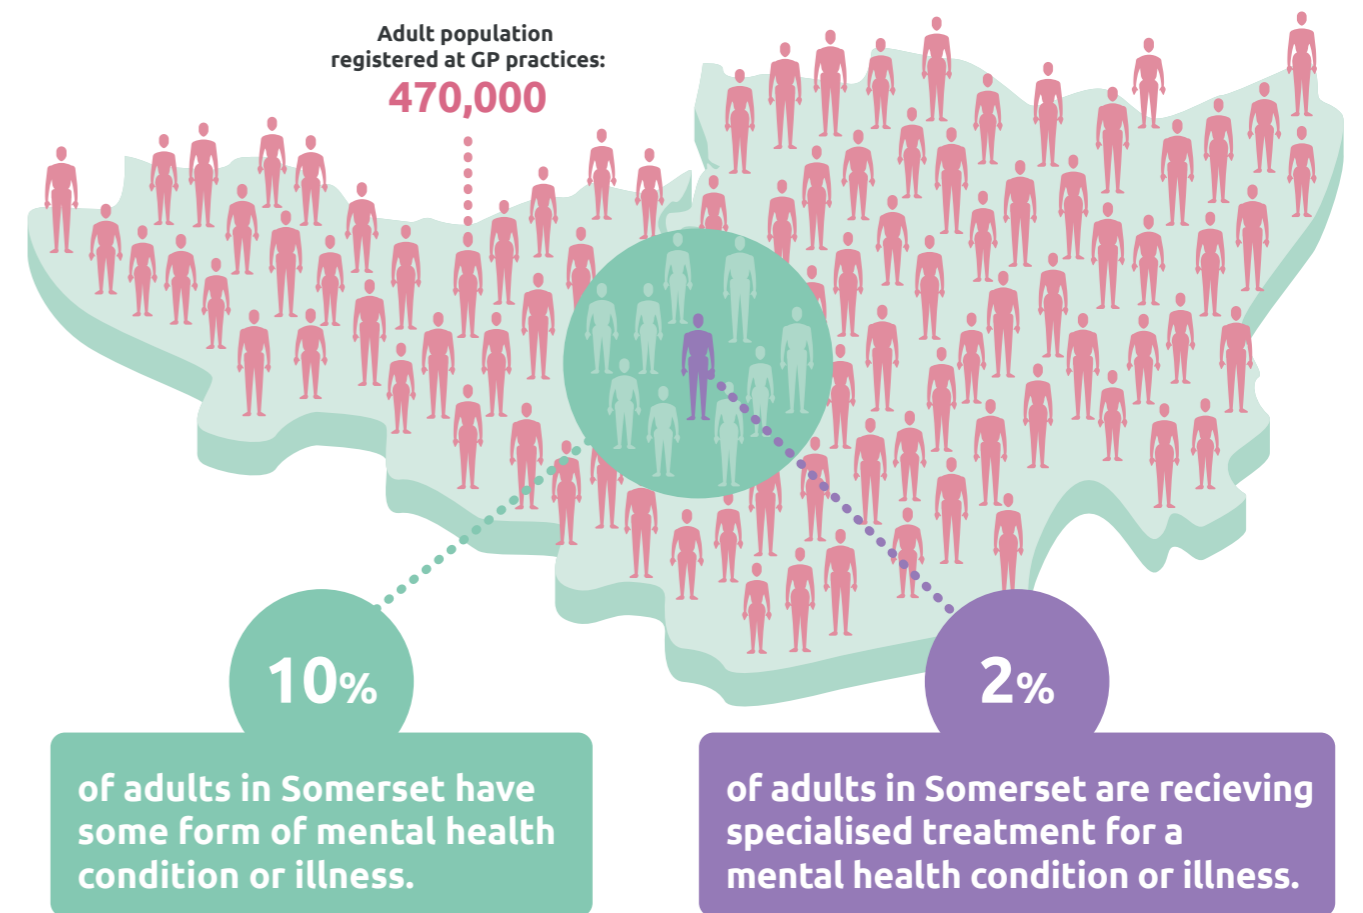 Adult population
registered at GP practices:
470,000
10%
of adults in Somerset have
some form of mental health
condition or illness.
2%
of adults in Somerset are recieving
specialised treatment for a
mental health condition or illness.